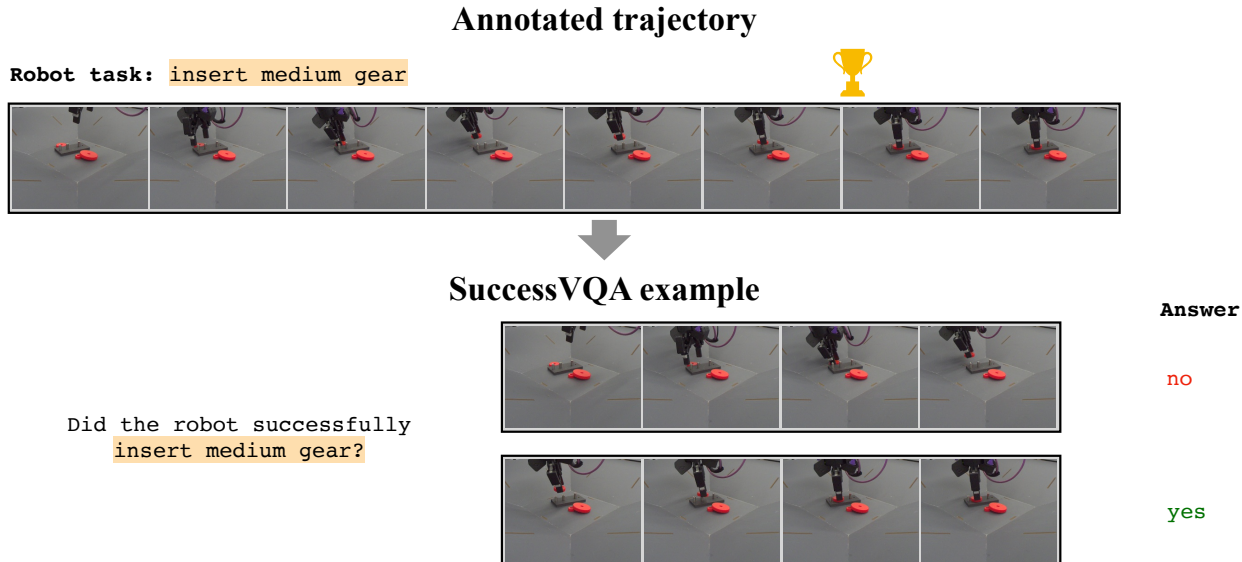 Annotated trajectory
Robot task: insert medium gear
SuccessVQA example
Answer
no
Did the robot successfully
insert medium gear?
yes